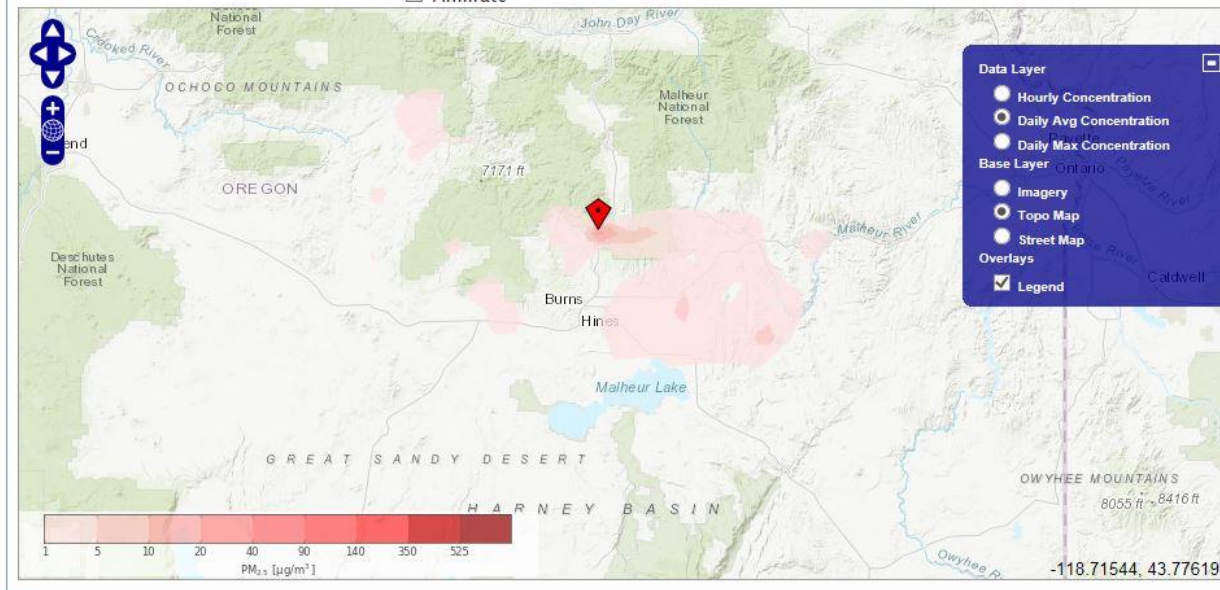 Animate
National
Forest
John Day River
Crooked River
OCHOCO MOUNTAINS
Malheur
National
Forest
end
7171 ft
OREGON
Malheur River
Deschutes
National
Forest
Burns
Hines
Malheur Lake
GREAT SANDY DESERT
HARNEY BASIN
OWYHEE MOUNTAINS
8055 ft
8416 ft
Data Layer
Hourly Concentration
Daily Avg Concentration
Daily Max Concentration
Base Layer
Imagery
Topo Map
Street Map
Overlays
Legend
Payette
Payette River
Ontario
Caldwell
1 5 10 20 40 90 140 350 525
PM2.5 [µg/m³]
-118.71544, 43.77619